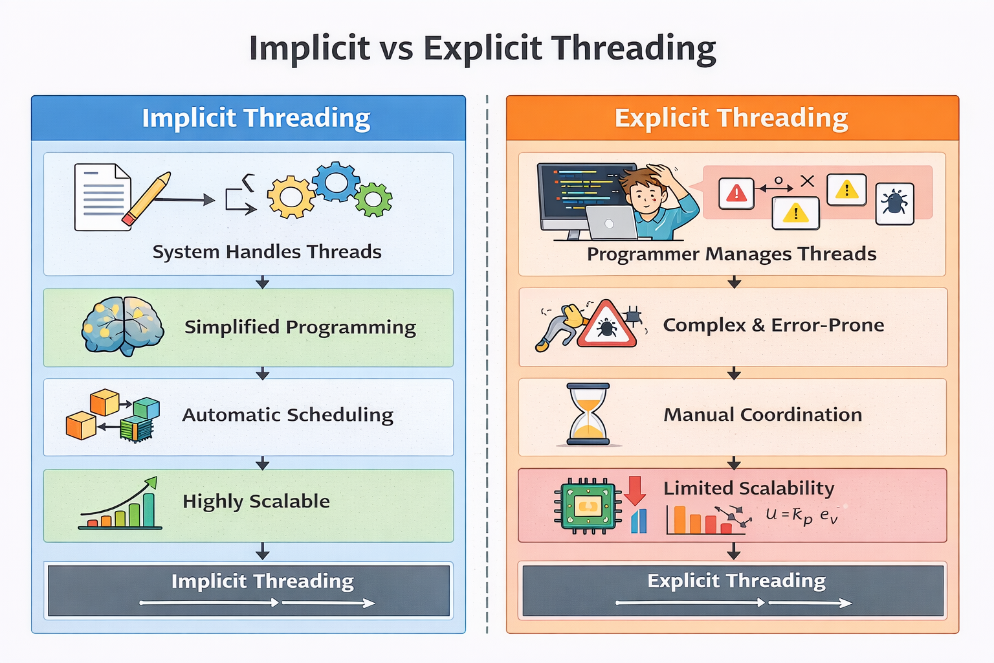 Implicit vs Explicit Threading
Implicit Threading
System Handles Threads
Simplified Programming
Automatic Scheduling
Highly Scalable
Implicit Threading
Explicit Threading
Programmer Manages Threads
Complex & Error-Prone
Manual Coordination
Limited Scalability
Explicit Threading